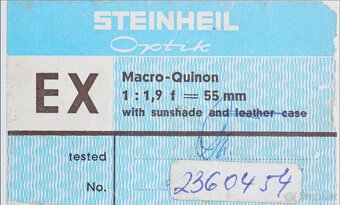 STEINHEIL
Optik
EX
Macro-Quinon
1 : 1,9 f = 55 mm
with sunshade and leather case
tested
No. 2360454